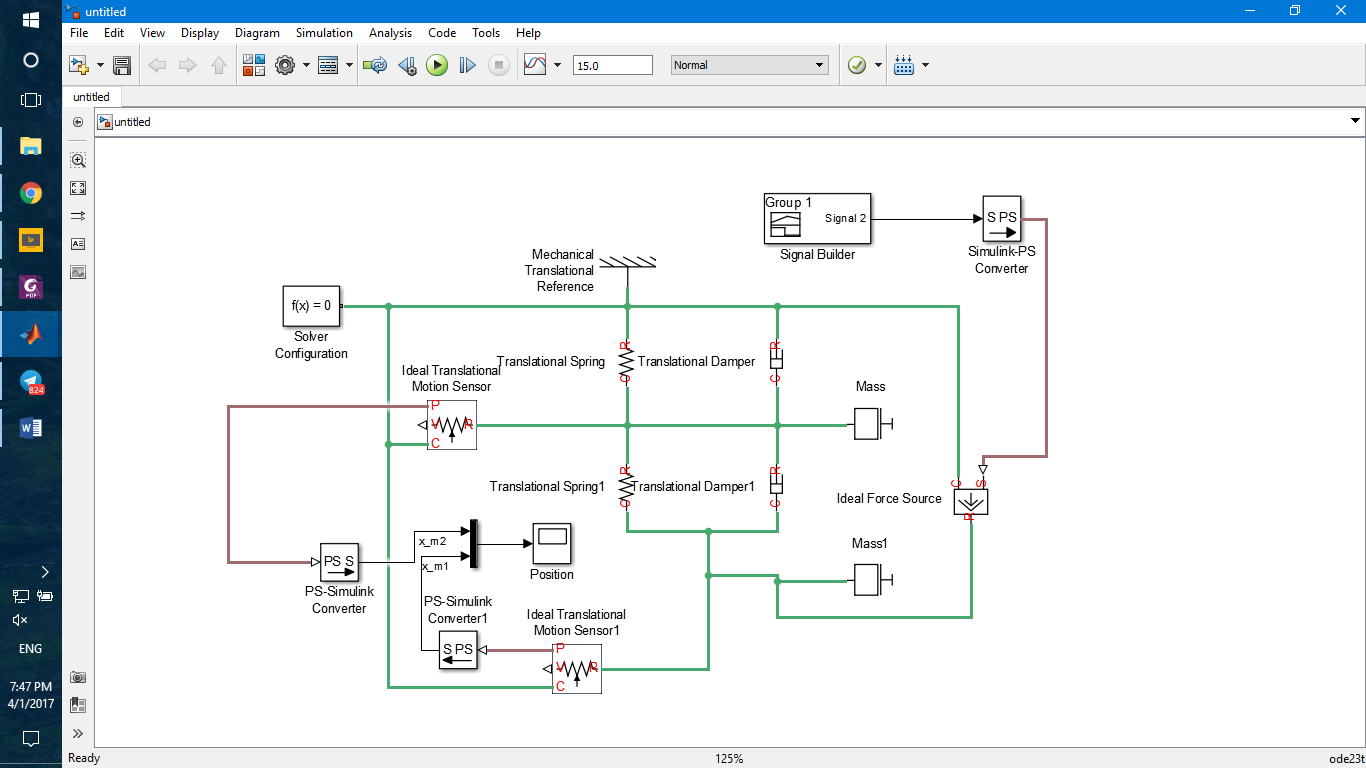 untitled
File Edit View Display Diagram Simulation Analysis Code Tools Help
15.0
Normal
untitled
untitled
Group 1
Signal 2
Signal Builder
S PS
Simulink-PS
Converter
Mechanical
Translational
Reference
f(x) = 0
Solver
Configuration
R
C
Translational Spring
R
C
Translational Damper
Ideal Translational
Motion Sensor
P
V
R
C
Mass
R
C
Translational Spring1
R
C
Translational Damper1
C
S
R
Ideal Force Source
x_m2
x_m1
Position
Mass1
PS S
PS-Simulink
Converter
PS-Simulink
Converter1
S PS
Ideal Translational
Motion Sensor1
P
V
R
C
824
PDF
ENG
7:47 PM
4/1/2017
Ready
125%
ode23t